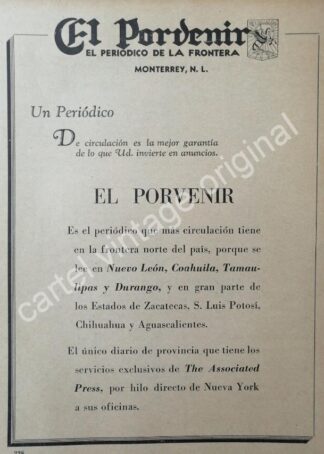 El Porvenir
EL PERIÓDICO DE LA FRONTERA
MONTERREY, N. L.
Un Periódico
De circulación es la mejor garantía
de lo que Ud. invierte en anuncios.
EL PORVENIR
Es el periódico que más circulación tiene
en la frontera norte del país, porque se
lee en Nuevo León, Coahuila, Tamau-
lipas y Durango, y en gran parte de
los Estados de Zacatecas, S. Luis Potosí,
Chihuahua y Aguascalientes.
El único diario de provincia que tiene los
servicios exclusivos de The Associated
Press, por hilo directo de Nueva York
a sus oficinas.
cartel vintage original